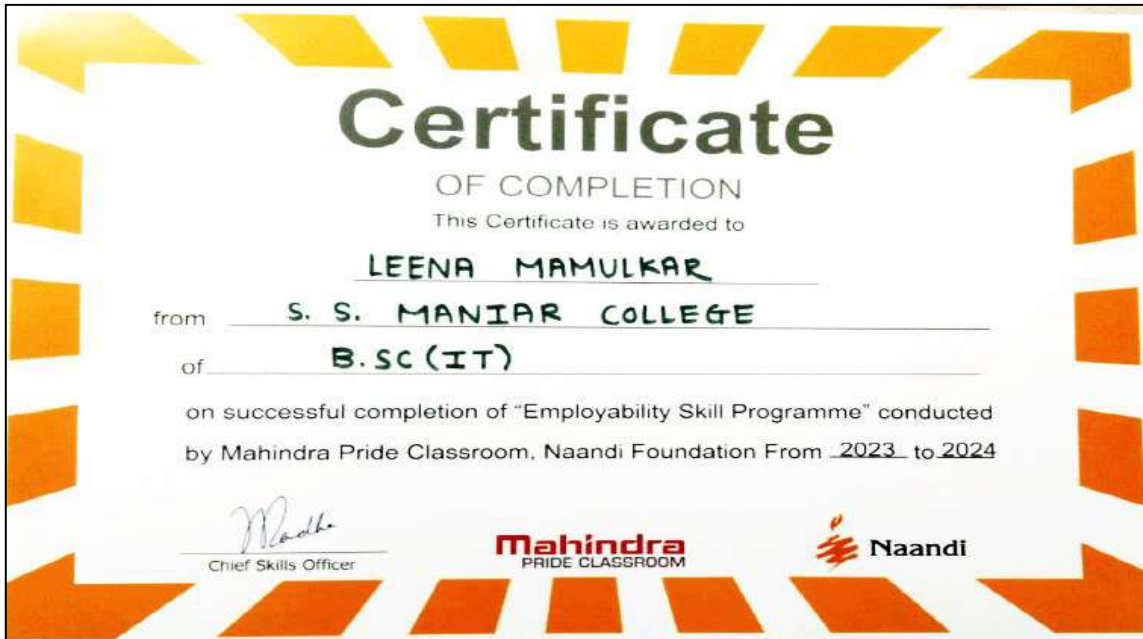 Certificate
OF COMPLETION
This Certificate is awarded to
LEENA MAMULKAR
from S. S. MANIAR COLLEGE
of B.SC (IT)
on successful completion of "Employability Skill Programme" conducted
by Mahindra Pride Classroom, Naandi Foundation From 2023 to 2024
Chief Skills Officer
Mahindra
PRIDE CLASSROOM
Naandi